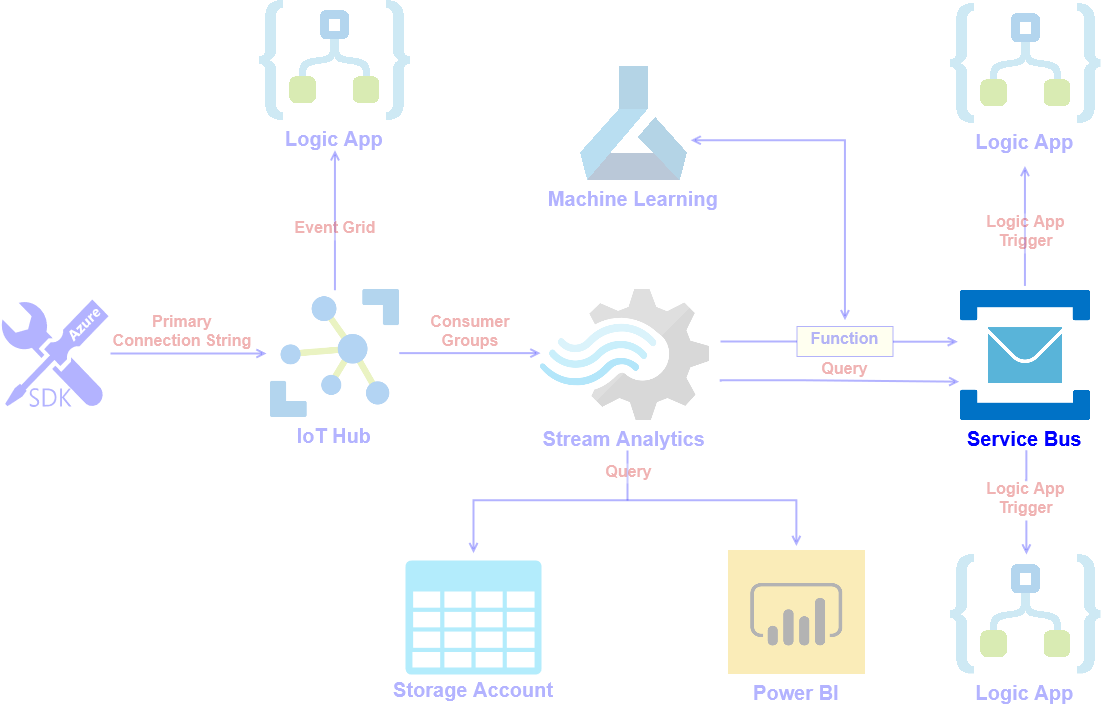 Logic App
Logic App
Machine Learning
Event Grid
Logic App
Trigger
Azure
SDK
Primary
Connection String
IoT Hub
Consumer
Groups
Stream Analytics
Function
Query
Service Bus
Query
Logic App
Trigger
Storage Account
Power BI
Logic App